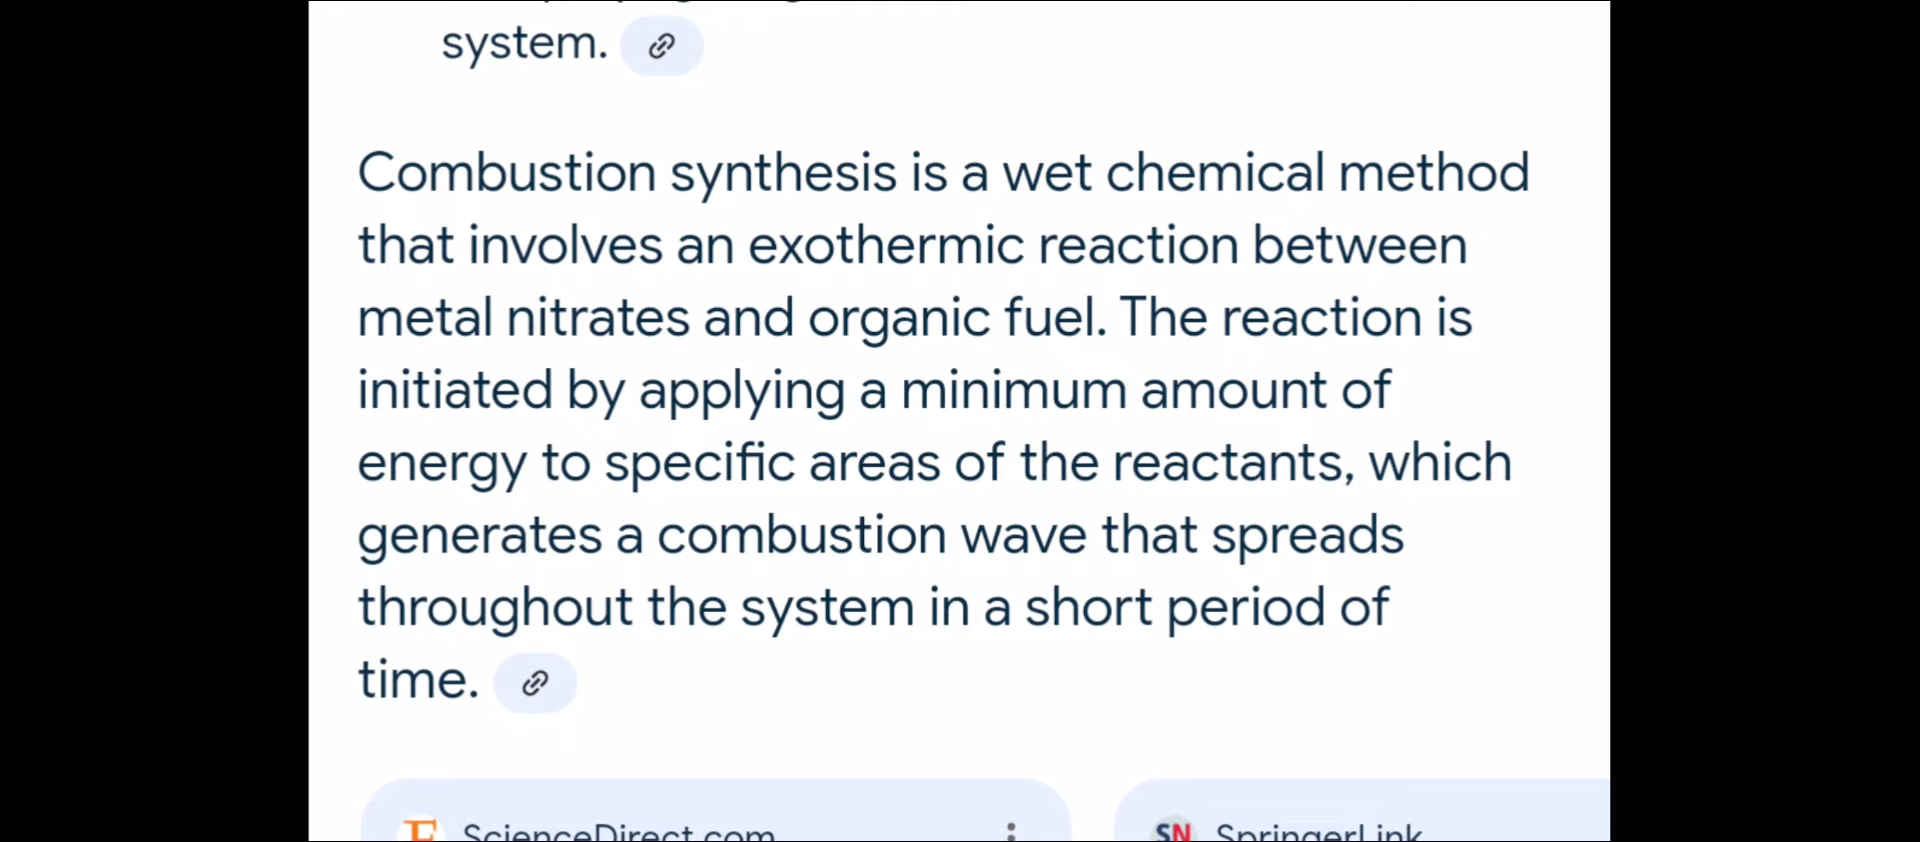 system.
Combustion synthesis is a wet chemical method
that involves an exothermic reaction between
metal nitrates and organic fuel. The reaction is
initiated by applying a minimum amount of
energy to specific areas of the reactants, which
generates a combustion wave that spreads
throughout the system in a short period of
time.
ScienceDirect.com
SN SpringerLink